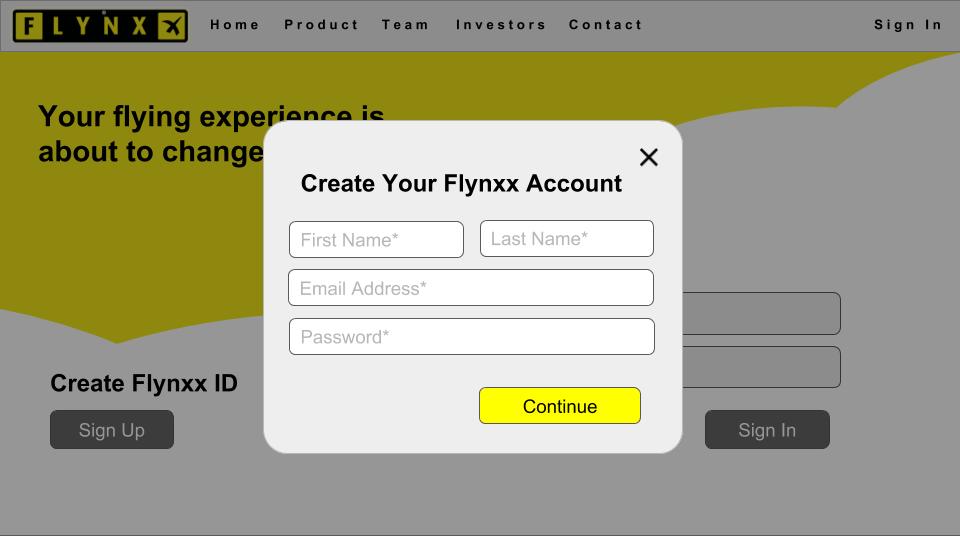 FLYNX
Home Product Team Investors Contact Sign In
Your flying experience is
about to change
Create Your Flynxx Account
First Name* Last Name*
Email Address*
Password*
Continue
Create Flynxx ID
Sign Up Sign In